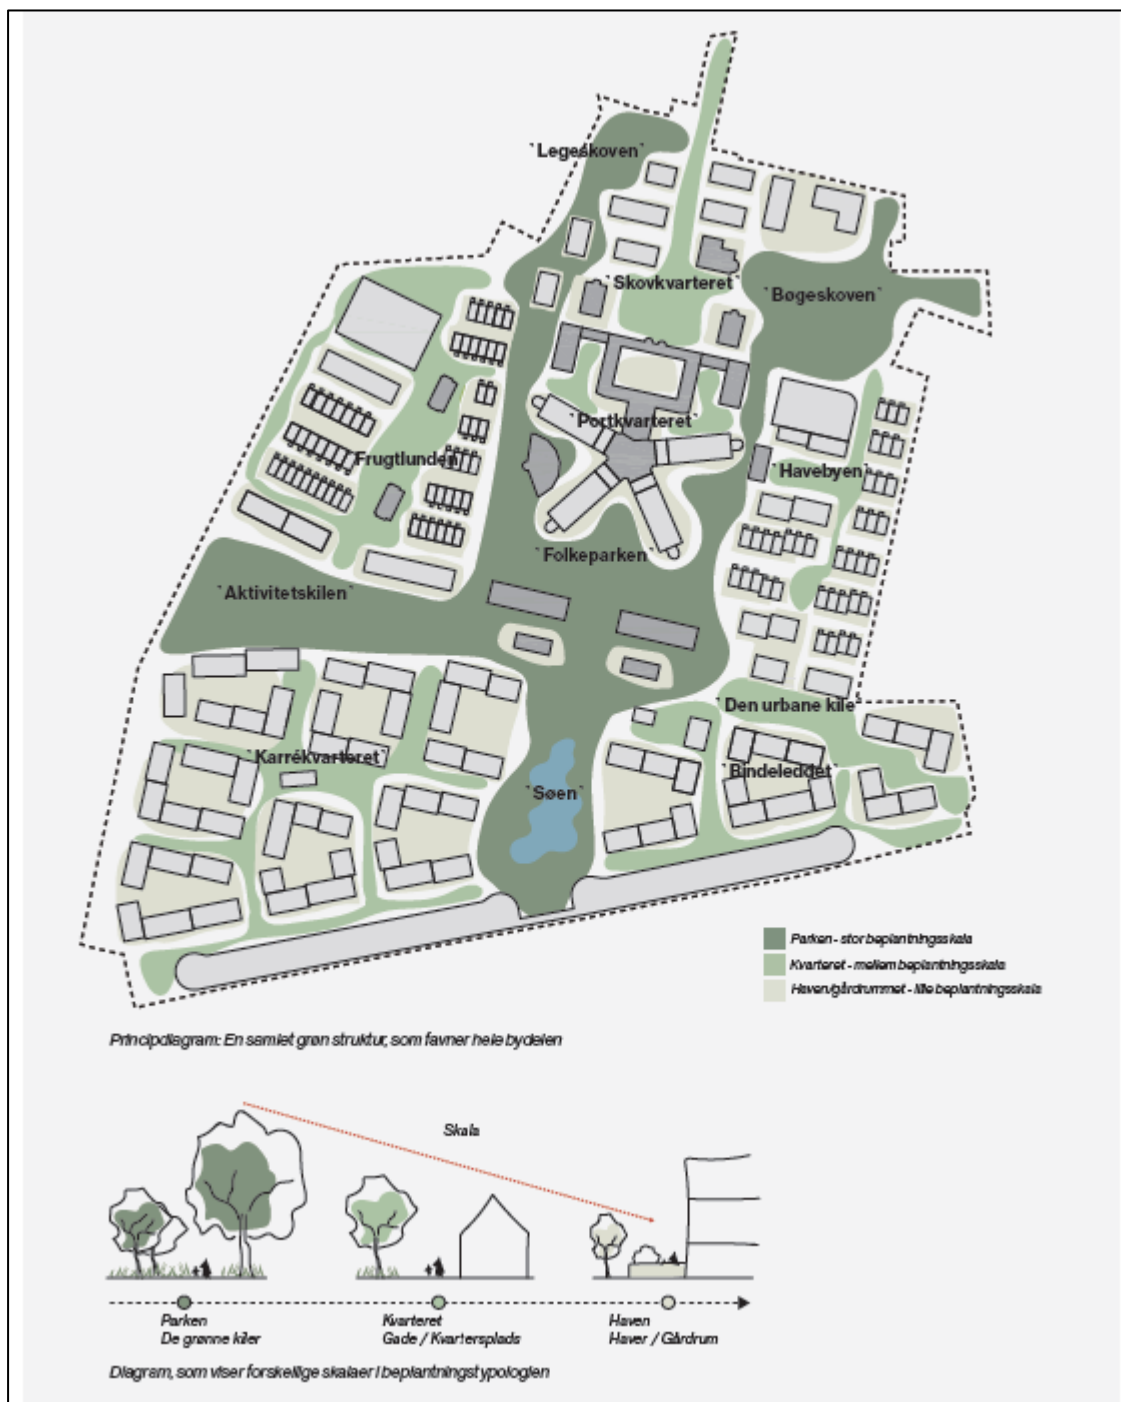 `Legeskoven`
`Skovkvarteret`
`Bøgeskoven`
`Portkvarteret`
Frugtlunden`
`Havebyen`
`Folkeparken`
`Aktivitetskilen`
`Den urbane kile`
`Karrékvarteret`
`Bindeleddet`
`Søen`
Parken - stor beplantningsskala
Kvarteret - mellem beplantningsskala
Haven/gårdrummet - lille beplantningsskala
Principdiagram: En samlet grøn struktur, som favner hele bydelen
Skala
Parken
De grønne kiler
Kvarteret
Gade / Kvartersplads
Haven
Haver / Gårdrum
Diagram, som viser forskellige skalaer i beplantningstypologien